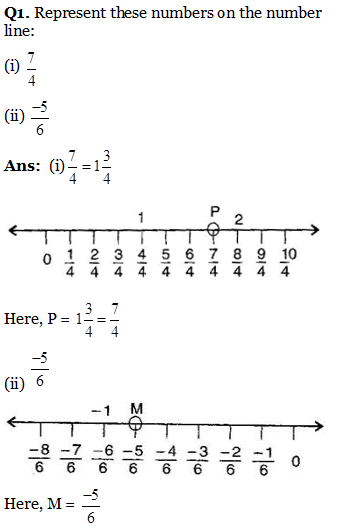 Q1. Represent these numbers on the number
line:
(i) 7/4
(ii) -5/6
Ans: (i) 7/4 = 1 3/4
1 P 2
0 1/4 2/4 3/4 4/4 5/4 6/4 7/4 8/4 9/4 10/4
Here, P = 1 3/4 = 7/4
(ii) -5/6
-1 M
-8/6 -7/6 -6/6 -5/6 -4/6 -3/6 -2/6 -1/6 0
Here, M = -5/6